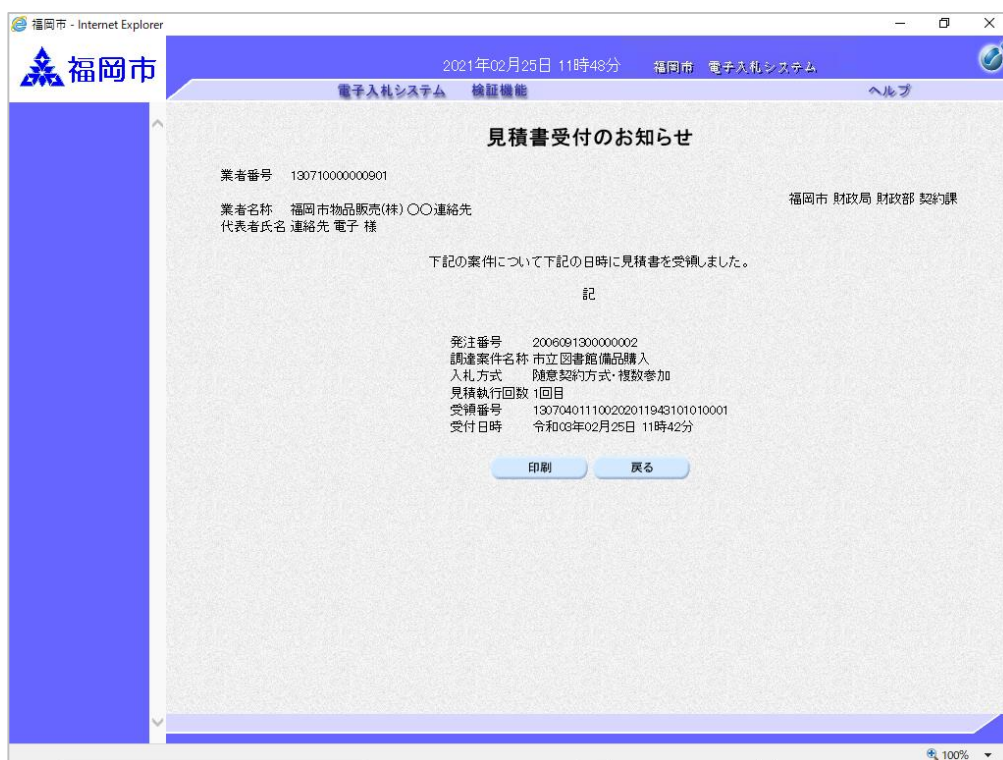 福岡市 - Internet Explorer
福岡市
2021年02月25日 11時48分 福岡市 電子入札システム
電子入札システム 検証機能 ヘルプ
見積書受付のお知らせ
業者番号 130710000000901
福岡市 財政局 財政部 契約課
業者名称 福岡市物品販売(株) 〇〇連絡先
代表者氏名 連絡先 電子 様
下記の案件について下記の日時に見積書を受領しました。
記
発注番号 2006091300000002
調達案件名称 市立図書館備品購入
入札方式 随意契約方式・複数参加
見積執行回数 1回目
受領番号 1307040111002020119431010​10001
受付日時 令和03年02月25日 11時42分
印刷 戻る
100%